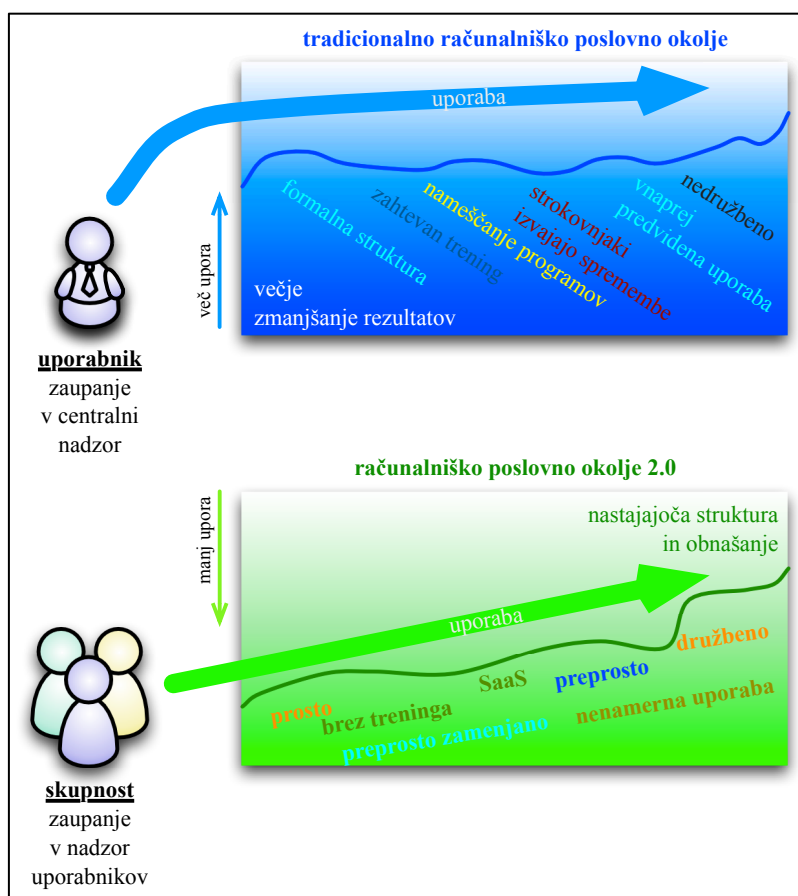 tradicionalno računalniško poslovno okolje
uporaba
več upora
formalna struktura
zahtevan trening
nameščanje programov
strokovnjaki
izvajajo spremembe
vnaprej
predvidena uporaba
nedružbeno
večje
zmanjšanje rezultatov
uporabnik
zaupanje
v centralni
nadzor
računalniško poslovno okolje 2.0
manj upora
nastajajoča struktura
in obnašanje
uporaba
prosto
brez treninga
SaaS
preprosto
družbeno
preprosto zamenjano
nenamerna uporaba
skupnost
zaupanje
v nadzor
uporabnikov